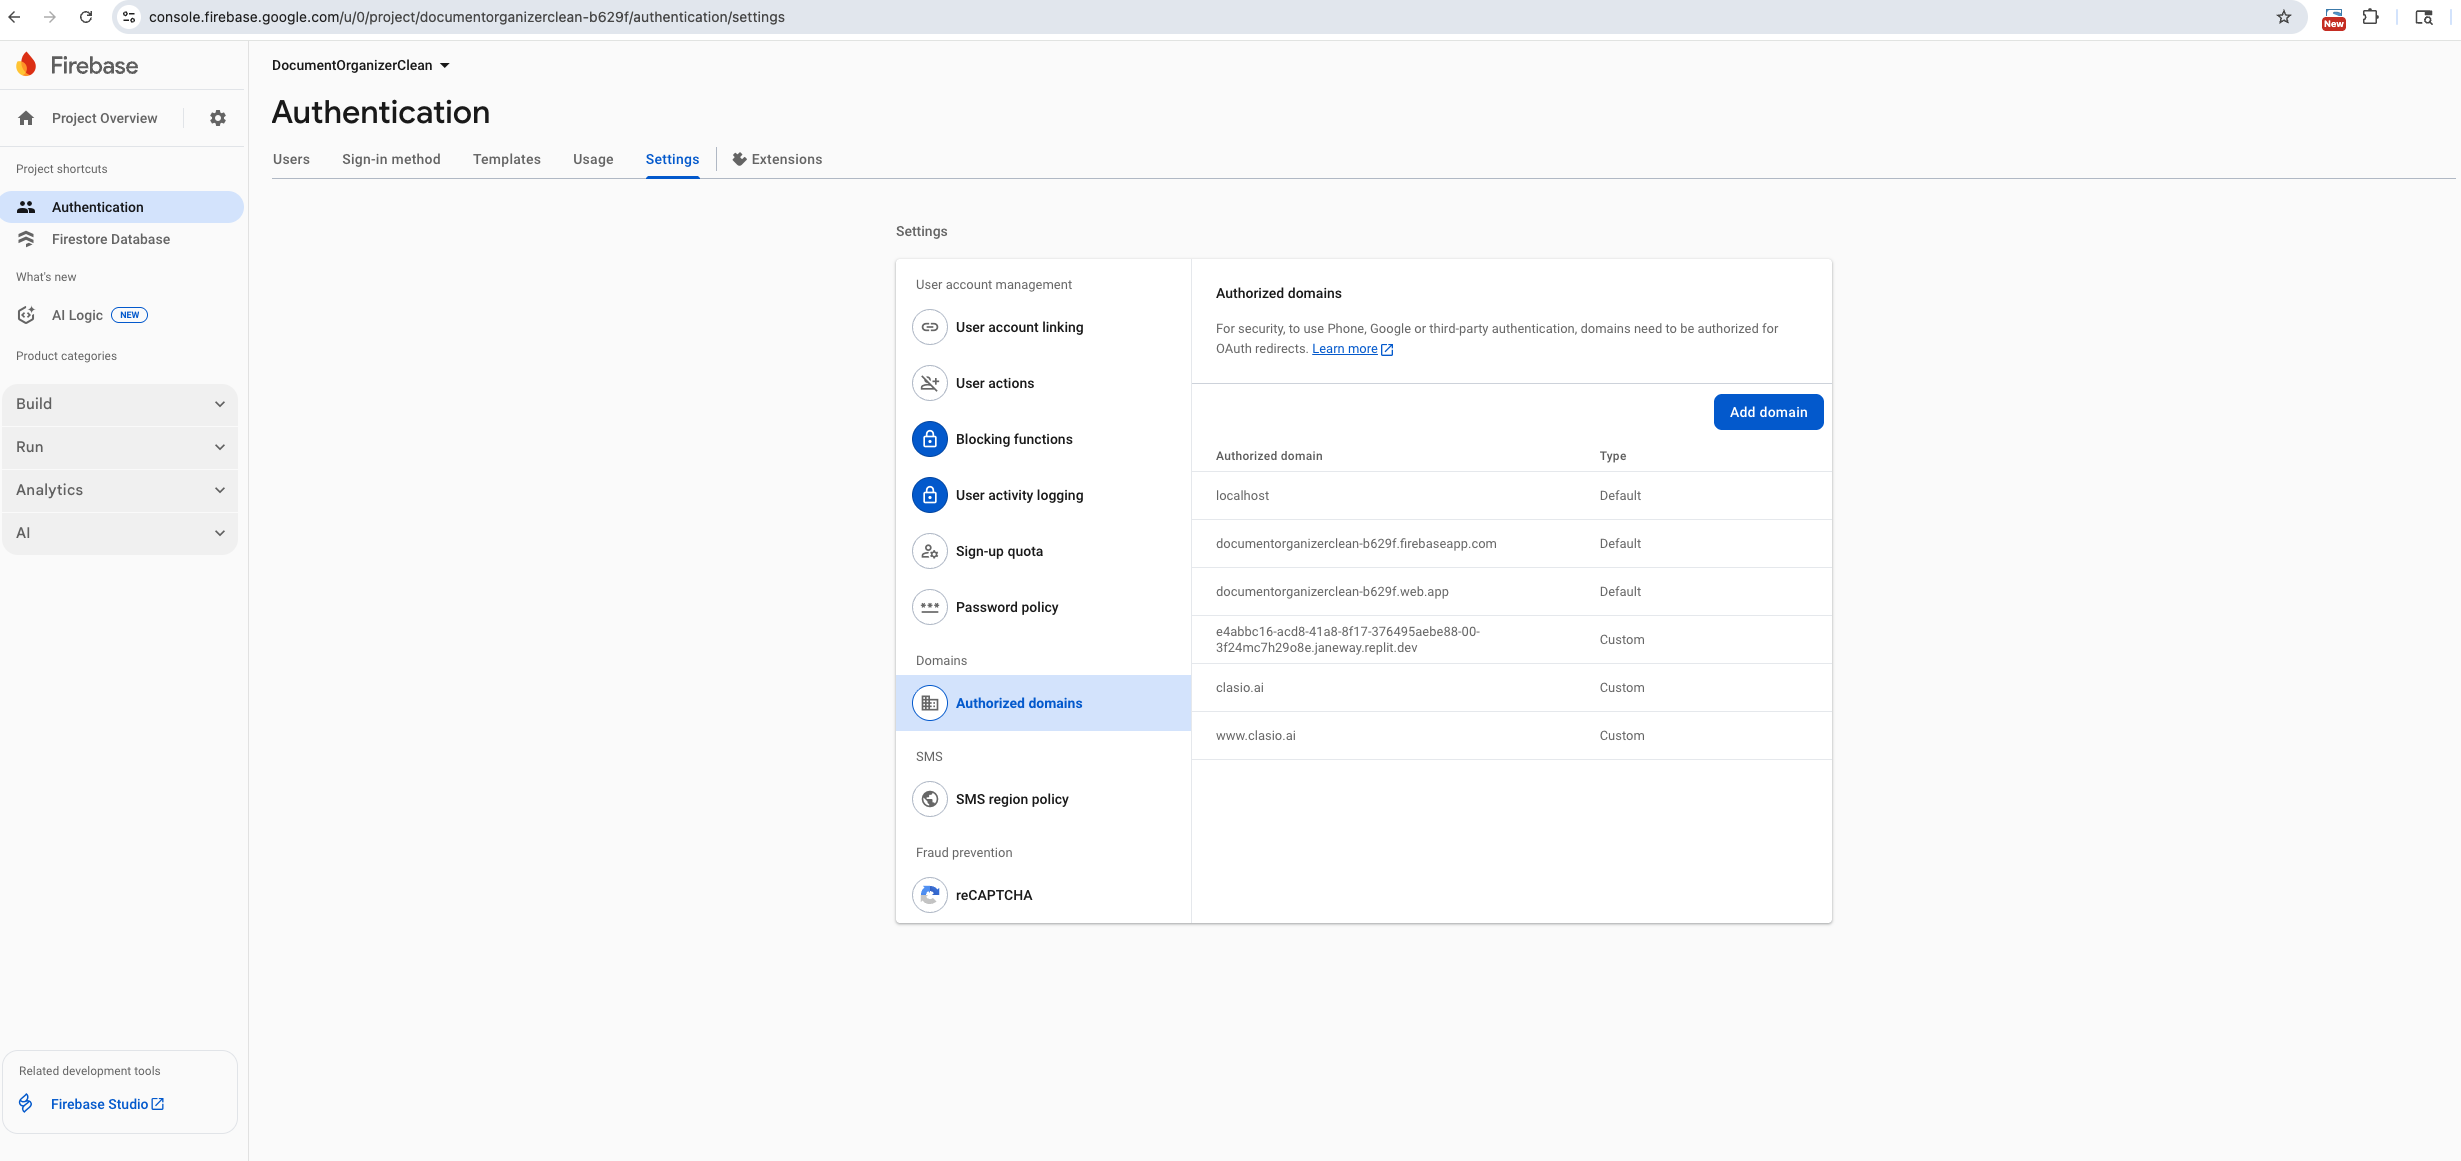 console.firebase.google.com/u/0/project/documentorganizerclean-b629f/authentication/settings
New
Firebase
Project Overview
Project shortcuts
Authentication
Firestore Database
What's new
AI Logic NEW
Product categories
Build
Run
Analytics
AI
Related development tools
Firebase Studio
DocumentOrganizerClean
Authentication
Users Sign-in method Templates Usage Settings Extensions
Settings
User account management
User account linking
User actions
Blocking functions
User activity logging
Sign-up quota
Password policy
Domains
Authorized domains
SMS
SMS region policy
Fraud prevention
reCAPTCHA
Authorized domains
For security, to use Phone, Google or third-party authentication, domains need to be authorized for
OAuth redirects. Learn more
Add domain
Authorized domain Type
localhost Default
documentorganizerclean-b629f.firebaseapp.com Default
documentorganizerclean-b629f.web.app Default
e4abbc16-acd8-41a8-8f17-376495aebe88-00-
3f24mc7h29o8e.janeway.replit.dev Custom
clasio.ai Custom
www.clasio.ai Custom